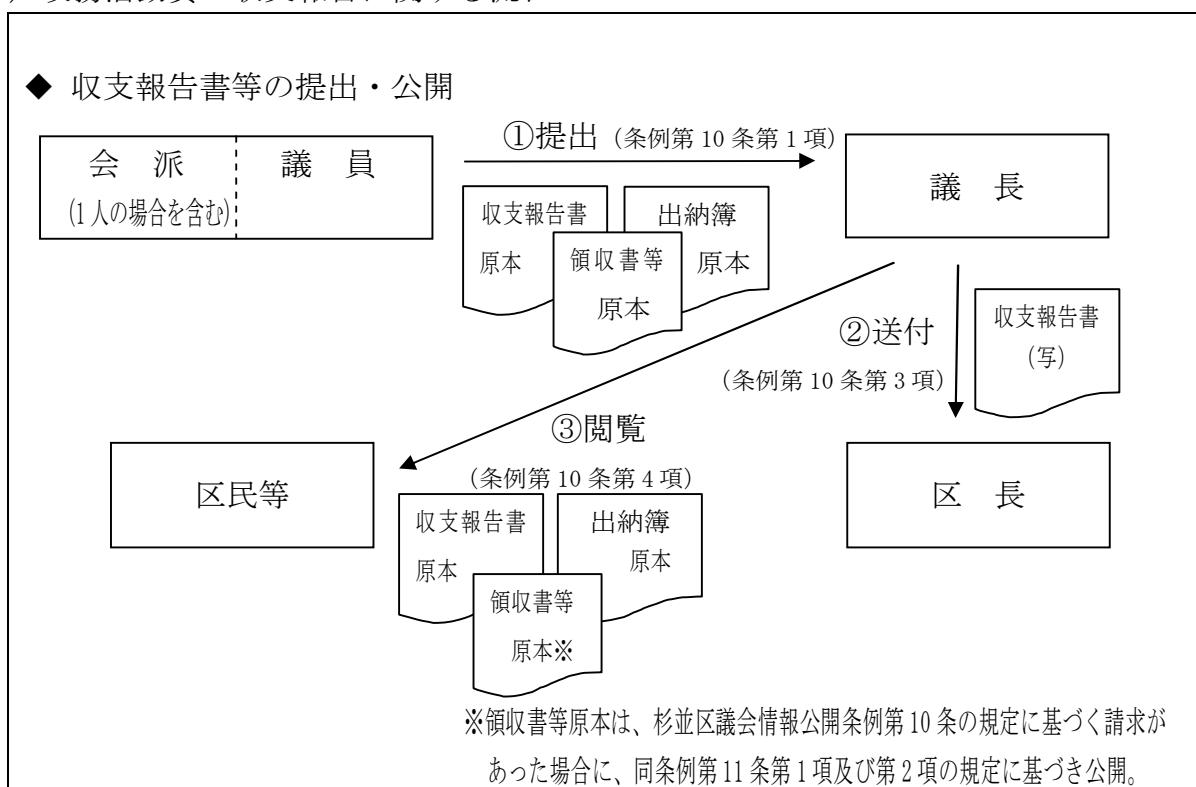 ◆ 収支報告書等の提出・公開
①提出（条例第10条第1項）
会 派
議 員
(1人の場合を含む)
議 長
収支報告書
原本
出納簿
原本
領収書等
原本
②送付
（条例第10条第3項）
収支報告書
(写)
③閲覧
（条例第10条第4項）
区民等
区 長
収支報告書
原本
出納簿
原本
領収書等
原本※
※領収書等原本は、杉並区議会情報公開条例第10条の規定に基づく請求が
あった場合に、同条例第11条第1項及び第2項の規定に基づき公開。